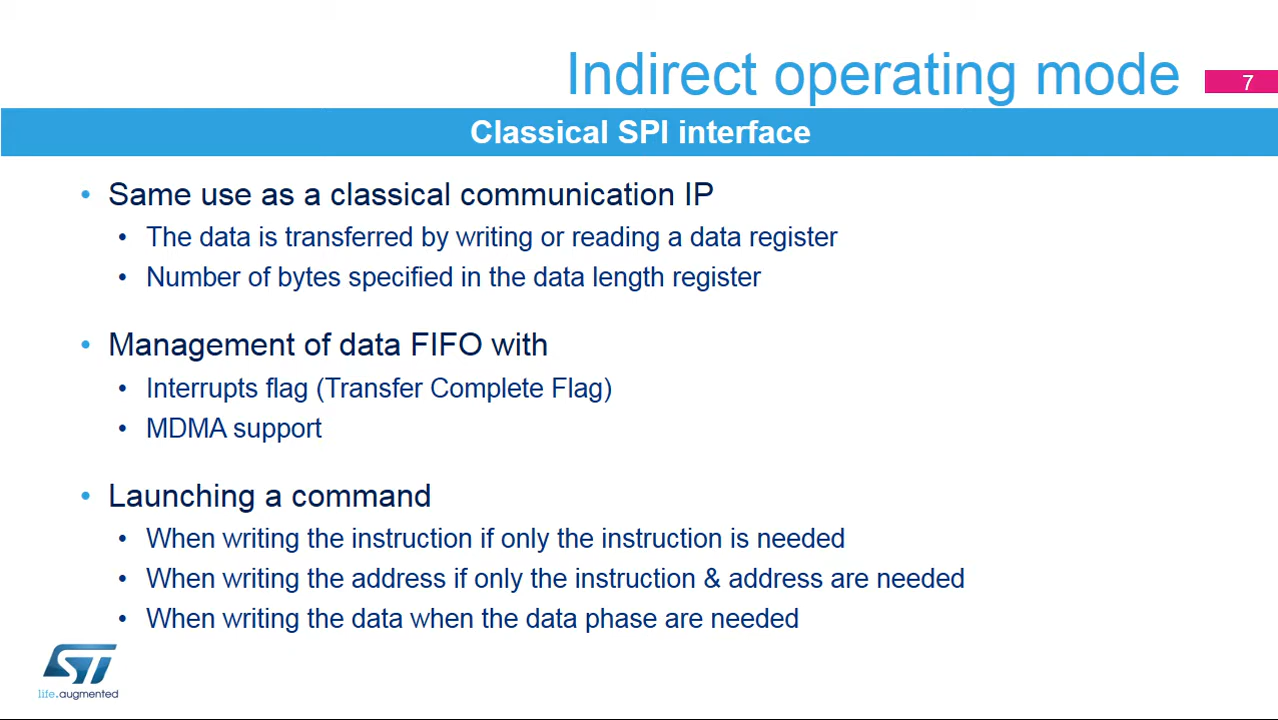 Indirect operating mode
7
Classical SPI interface
• Same use as a classical communication IP
• The data is transferred by writing or reading a data register
• Number of bytes specified in the data length register
• Management of data FIFO with
• Interrupts flag (Transfer Complete Flag)
• MDMA support
• Launching a command
• When writing the instruction if only the instruction is needed
• When writing the address if only the instruction & address are needed
• When writing the data when the data phase are needed
ST
life.augmented